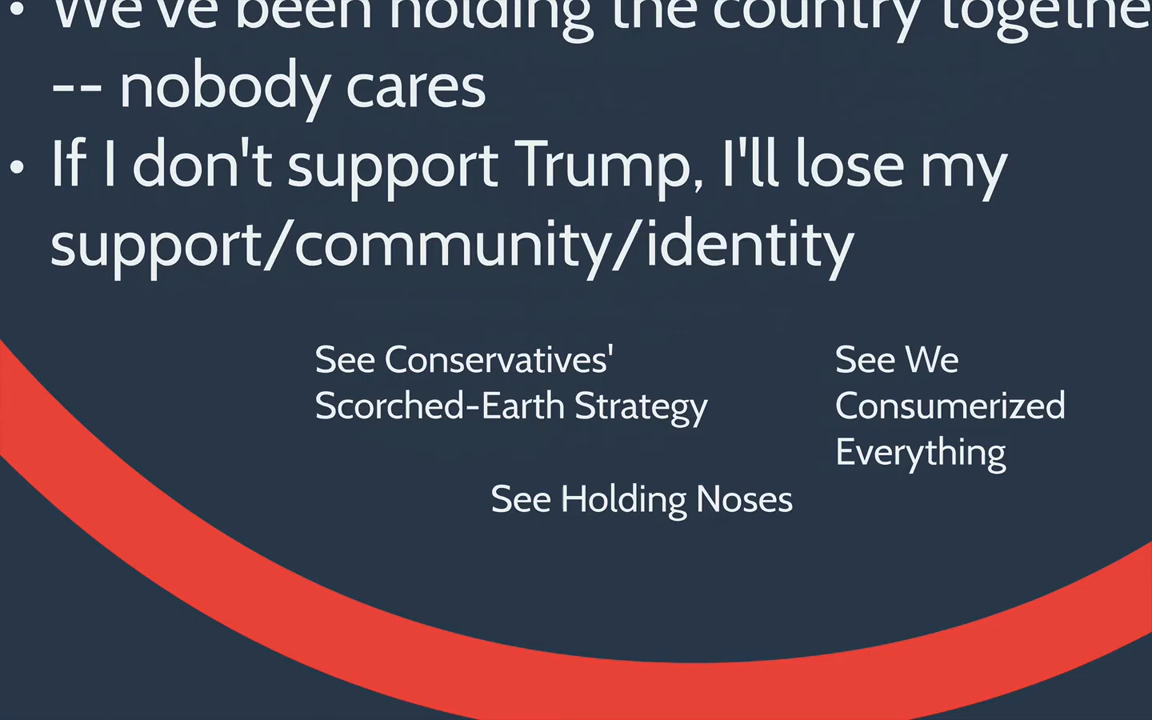 • We've been holding the country togethe
-- nobody cares
• If I don't support Trump, I'll lose my
support/community/identity
See Conservatives'
Scorched-Earth Strategy
See We
Consumerized
Everything
See Holding Noses